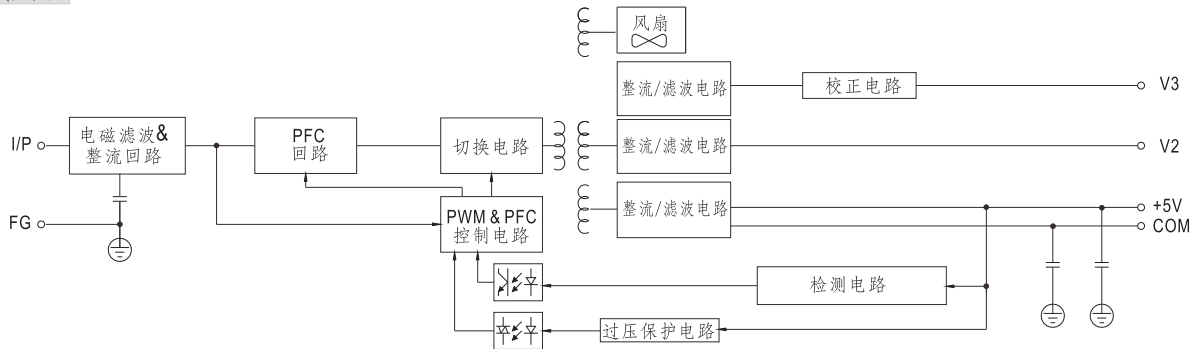 风扇
整流/滤波电路
校正电路
V3
I/P
电磁滤波&
整流回路
PFC
回路
切换电路
整流/滤波电路
V2
FG
PWM & PFC
控制电路
整流/滤波电路
+5V
COM
检测电路
过压保护电路